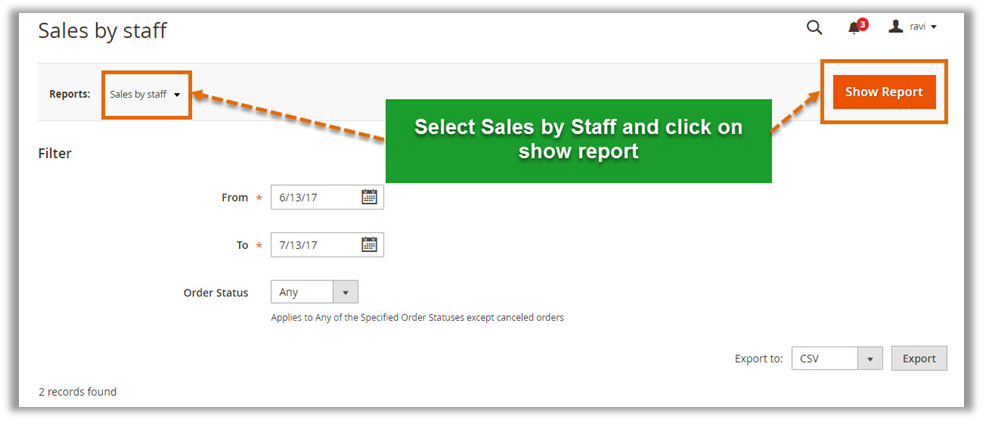 Sales by staff
3
ravi
Reports: Sales by staff
Show Report
Select Sales by Staff and click on
show report
Filter
From * 6/13/17
To * 7/13/17
Order Status Any
Applies to Any of the Specified Order Statuses except canceled orders
Export to: CSV Export
2 records found